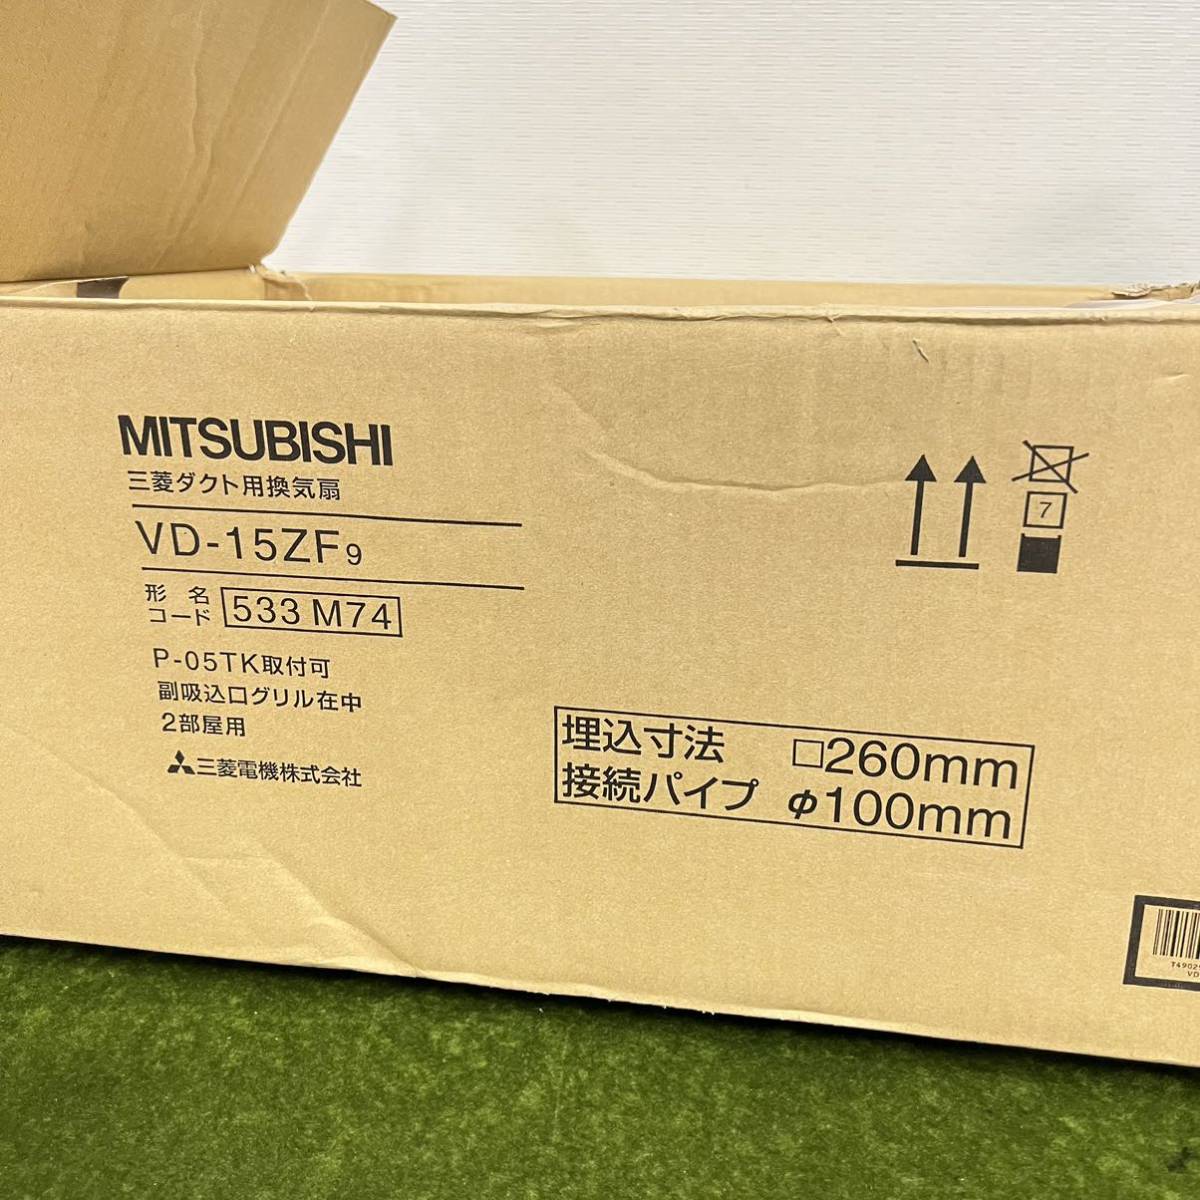 MITSUBISHI
三菱ダクト用換気扇
VD-15ZF9
形名
コード 533 M74
P-05TK取付可
副吸込口グリル在中
2部屋用
三菱電機株式会社
7
埋込寸法 □260mm
接続パイプ φ100mm